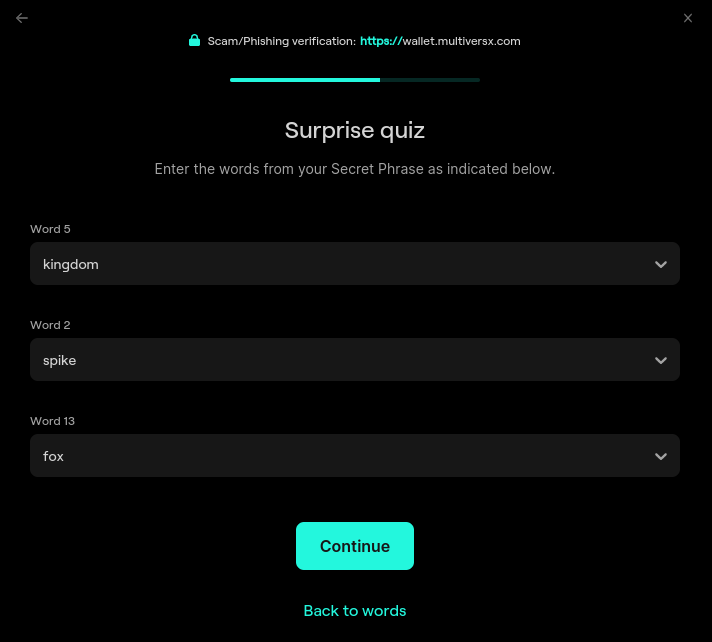 Scam/Phishing verification: https://wallet.multiversx.com
Surprise quiz
Enter the words from your Secret Phrase as indicated below.
Word 5
kingdom
Word 2
spike
Word 13
fox
Continue
Back to words